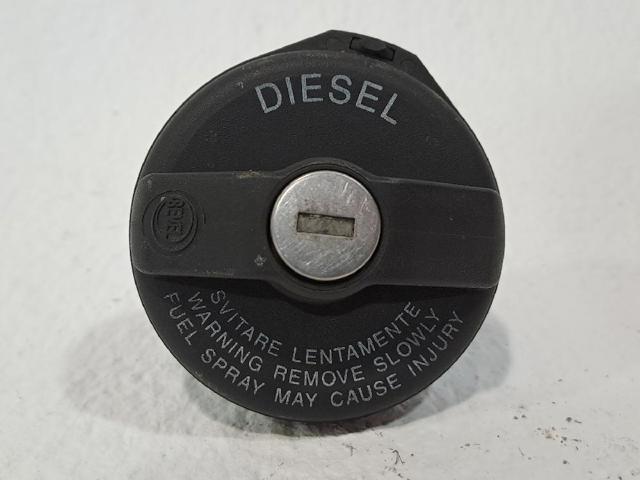 DIESEL
SVITARE LENTAMENTE
WARNING REMOVE SLOWLY
FUEL SPRAY MAY CAUSE INJURY